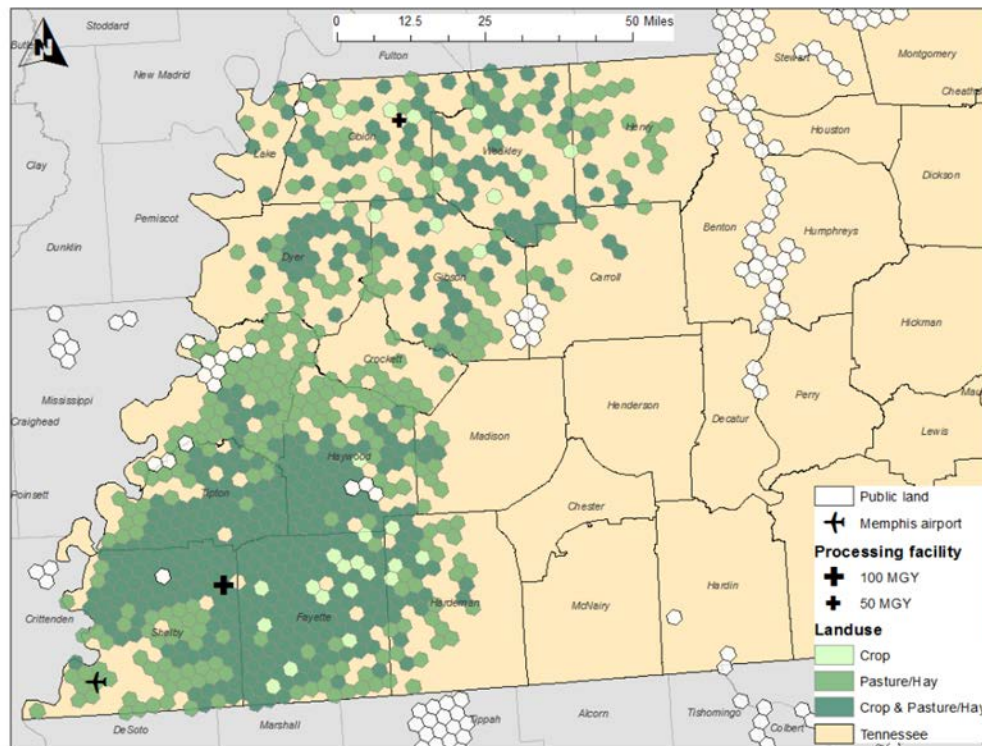 0 12.5 25 50 Miles
N
Stoddard
New Madrid
Fulton
Stewart
Montgomery
Obion
Weakley
Henry
Houston
Lake
Clay
Dickson
Pemiscot
Benton
Humphreys
Dunklin
Dyer
Gibson
Carroll
Hickman
Crockett
Mississippi
Craighead
Henderson
Decatur
Perry
Madison
Lewis
Haywood
Tipton
Poinsett
Chester
Public land
Memphis airport
Processing facility
100 MGY
50 MGY
Hardin
Hardeman
McNairy
Crittenden
Fayette
Shelby
Landuse
Crop
Pasture/Hay
Crop & Pasture/Hay
Tennessee
DeSoto
Marshall
Tippah
Alcorn
Tishomingo
Colbert